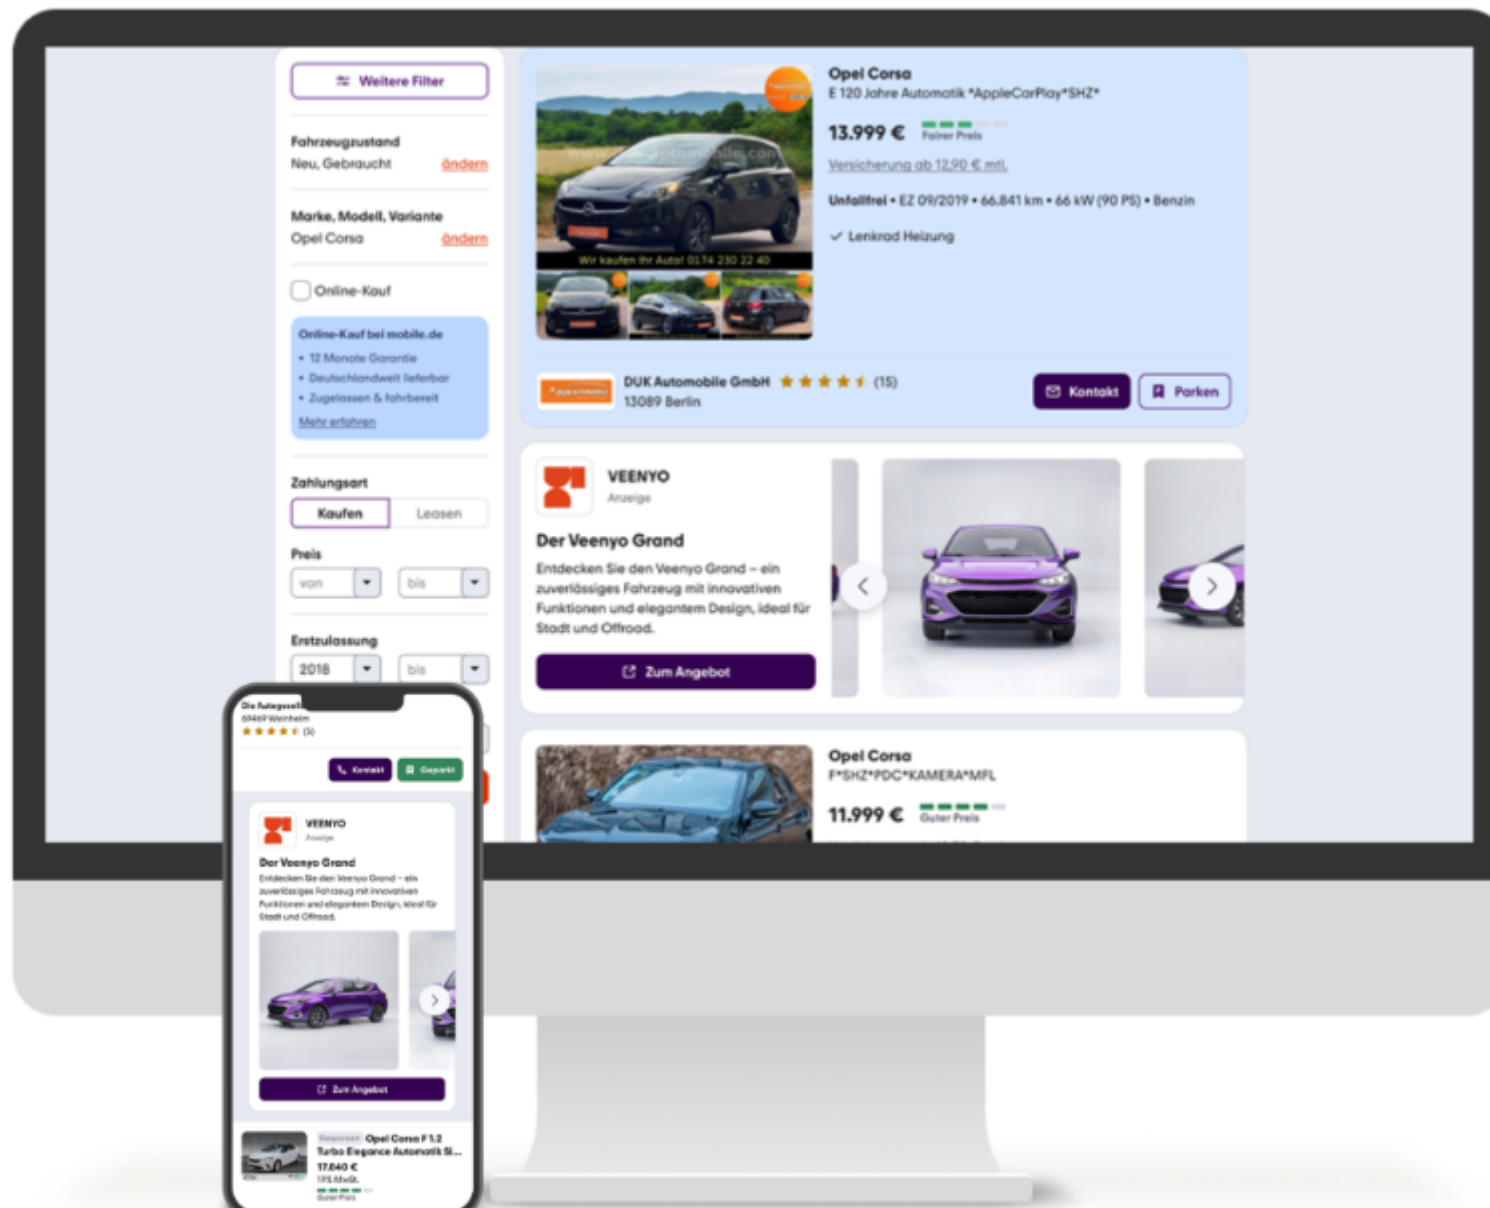 Weitere Filter
Fahrzeugzustand
Neu, Gebraucht ändern
Marke, Modell, Variante
Opel Corsa ändern
Online-Kauf
Online-Kauf bei mobile.de
• 12 Monate Garantie
• Deutschlandweit lieferbar
• Zugelassen & fahrbereit
Mehr erfahren
Zahlungsart
Kaufen Leasen
Preis
von bis
Erstzulassung
2018 bis
Opel Corsa
E 120 Jahre Automatik *AppleCarPlay*SHZ*
13.999 €
Fairer Preis
Versicherung ab 12,90 € mtl.
Unfallfrei • EZ 09/2019 • 66.841 km • 66 kW (90 PS) • Benzin
Lenkrad Heizung
Wir kaufen Ihr Auto! 0174 230 22 40
DUK Automobile GmbH (15)
13089 Berlin
Kontakt
Parken
VEENYO
Anzeige
Der Veenyo Grand
Entdecken Sie den Veenyo Grand – ein
zuverlässiges Fahrzeug mit innovativen
Funktionen und elegantem Design, ideal für
Stadt und Offroad.
Zum Angebot
Opel Corsa
F*SHZ*PDC*KAMERA*MFL
11.999 €
Guter Preis
69469 Weinheim
(5)
Kontakt
Geparkt
VEENYO
Anzeige
Der Veenyo Grand
Entdecken Sie den Veenyo Grand – ein
zuverlässiges Fahrzeug mit innovativen
Funktionen und elegantem Design, ideal für
Stadt und Offroad.
Zum Angebot
Opel Corsa F 1.2
Turbo Elegance Automatik Si...
17.640 €
19% MwSt.
Guter Preis